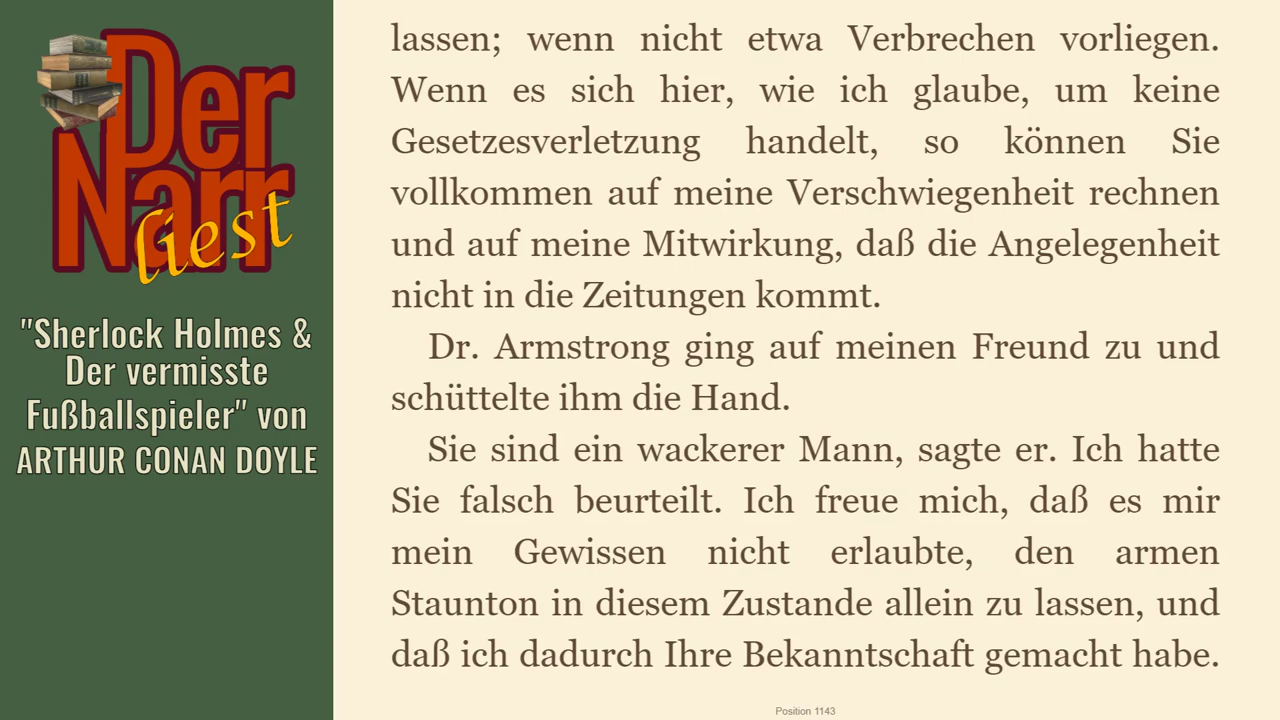 Der
Narr
liest
"Sherlock Holmes &
Der vermisste
Fußballspieler" von
ARTHUR CONAN DOYLE
lassen; wenn nicht etwa Verbrechen vorliegen.
Wenn es sich hier, wie ich glaube, um keine
Gesetzesverletzung handelt, so können Sie
vollkommen auf meine Verschwiegenheit rechnen
und auf meine Mitwirkung, daß die Angelegenheit
nicht in die Zeitungen kommt.
Dr. Armstrong ging auf meinen Freund zu und
schüttelte ihm die Hand.
Sie sind ein wackerer Mann, sagte er. Ich hatte
Sie falsch beurteilt. Ich freue mich, daß es mir
mein Gewissen nicht erlaubte, den armen
Staunton in diesem Zustande allein zu lassen, und
daß ich dadurch Ihre Bekanntschaft gemacht habe.
Position 1143